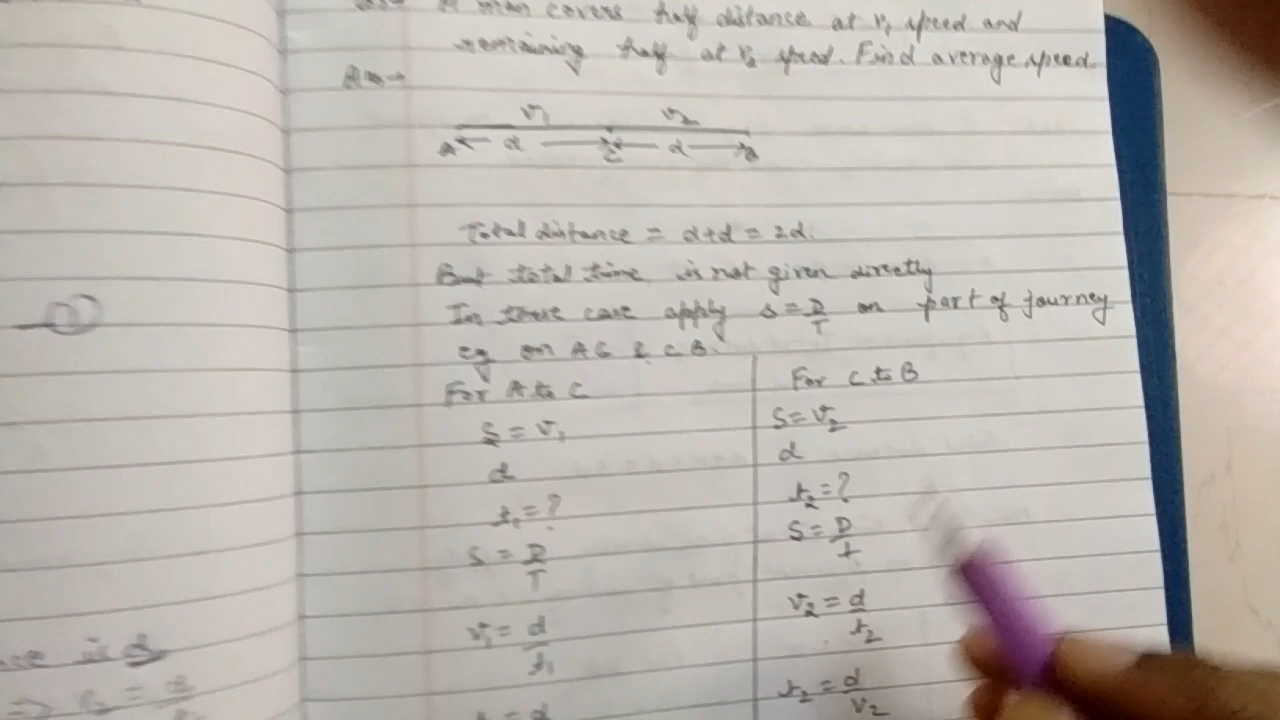 A man covers half distance at v₁ speed and
remaining half at v₂ speed. Find average speed.
Ans→
v₁ v₂
A d C d B
Total distance = d+d = 2d.
But total time is not given directly
In these case apply S = D/T on part of journey
eg on AC & CB.
For A to C
S = v₁
d
t₁ = ?
S = D/T
v₁ = d/t₁
For C to B
S = v₂
d
t₂ = ?
S = D/t
v₂ = d/t₂
t₂ = d/v₂